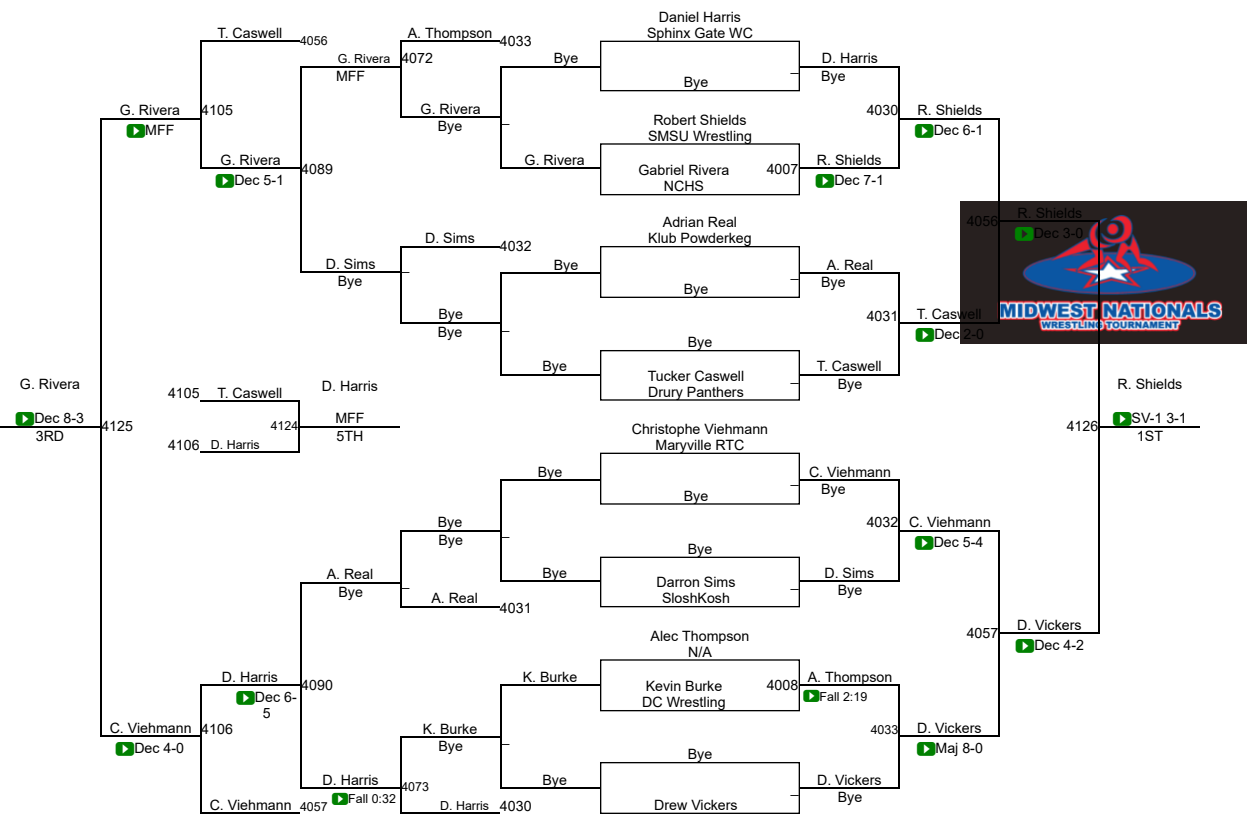 Daniel Harris
Sphinx Gate WC
T. Caswell
4056
A. Thompson
4033
G. Rivera
4072
MFF
Bye
Bye
D. Harris
Bye
G. Rivera
4105
MFF
G. Rivera
Bye
4030
R. Shields
Dec 6-1
Robert Shields
SMSU Wrestling
G. Rivera
4089
Dec 5-1
G. Rivera
Gabriel Rivera
NCHS
4007
R. Shields
Dec 7-1
4056
R. Shields
Dec 3-0
Adrian Real
Klub Powderkeg
D. Sims
4032
D. Sims
Bye
Bye
Bye
A. Real
Bye
Bye
Bye
4031
T. Caswell
Dec 2-0
MIDWEST NATIONALS
WRESTLING TOURNAMENT
Bye
Bye
Tucker Caswell
Drury Panthers
T. Caswell
Bye
G. Rivera
Dec 8-3
3RD
4125
4105
T. Caswell
D. Harris
4106
D. Harris
4124
MFF
5TH
R. Shields
4126
SV-1 3-1
1ST
Christophe Viehmann
Maryville RTC
Bye
Bye
C. Viehmann
Bye
Bye
Bye
4032
C. Viehmann
Dec 5-4
A. Real
Bye
A. Real
4031
Bye
Bye
Darron Sims
SloshKosh
D. Sims
Bye
4057
D. Vickers
Dec 4-2
Alec Thompson
N/A
D. Harris
4090
Dec 6-
5
K. Burke
Kevin Burke
DC Wrestling
4008
A. Thompson
Fall 2:19
C. Viehmann
4106
Dec 4-0
K. Burke
Bye
4033
D. Vickers
Maj 8-0
D. Harris
4073
Fall 0:32
C. Viehmann
4057
D. Harris
4030
Bye
Bye
Drew Vickers
D. Vickers
Bye